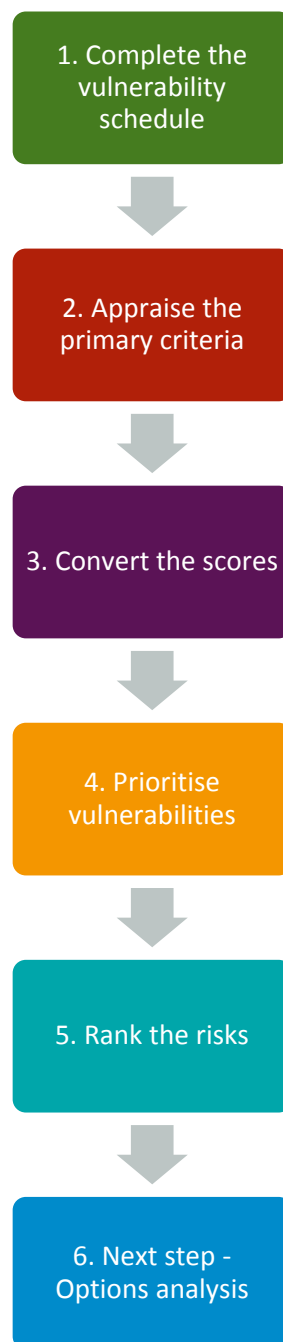 1. Complete the
vulnerability
schedule
2. Appraise the
primary criteria
3. Convert the scores
4. Prioritise
vulnerabilities
5. Rank the risks
6. Next step -
Options analysis